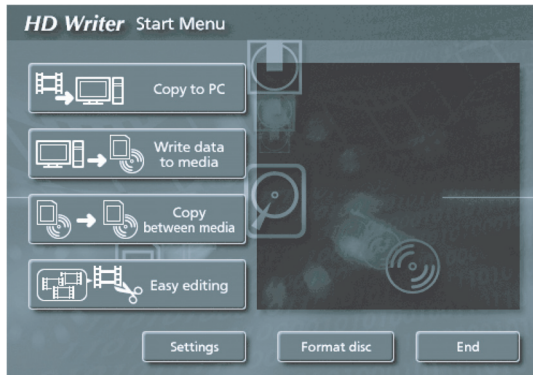 HD Writer Start Menu
Copy to PC
Write data
to media
Copy
between media
Easy editing
Settings
Format disc
End